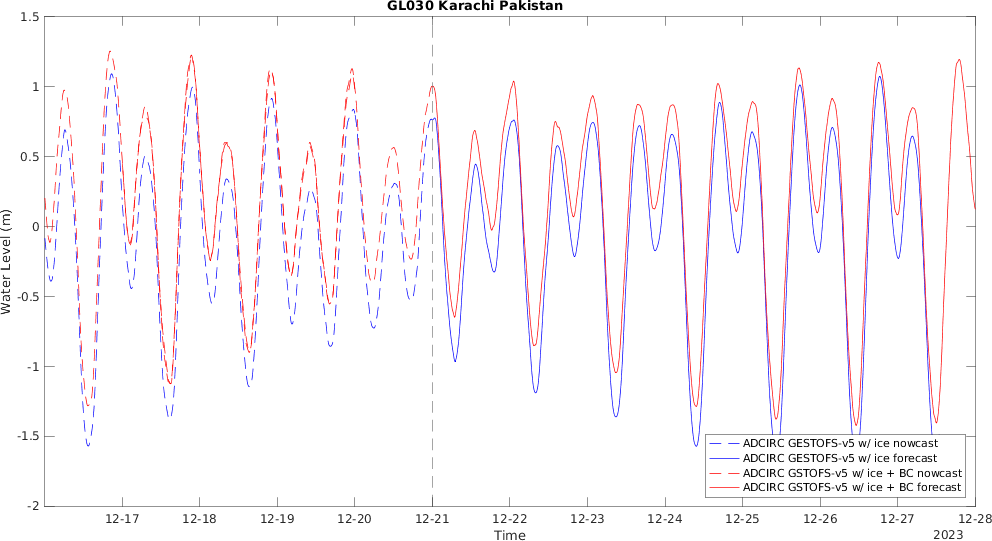 GL030 Karachi Pakistan
1.5
1
0.5
0
-0.5
-1
-1.5
-2
Water Level (m)
ADCIRC GESTOFS-v5 w/ ice nowcast
ADCIRC GESTOFS-v5 w/ ice forecast
ADCIRC GSTOFS-v5 w/ ice + BC nowcast
ADCIRC GSTOFS-v5 w/ ice + BC forecast
12-17 12-18 12-19 12-20 12-21 12-22 12-23 12-24 12-25 12-26 12-27 12-28
Time
2023